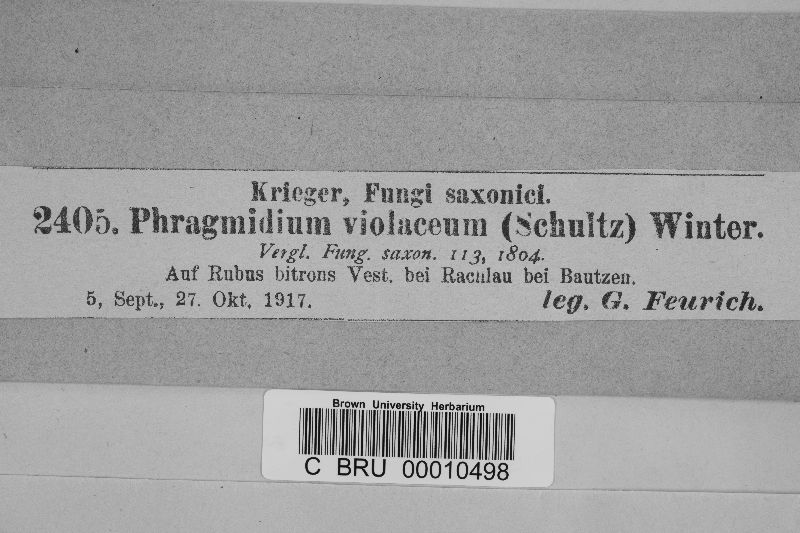 Krieger, Fungi saxonici.
2405. Phragmidium violaceum (Schultz) Winter.
Vergl. Fung. saxon. 113, 1804.
Auf Rubus bitrons Vest. bei Rachlau bei Bautzen.
5, Sept., 27. Okt. 1917.
leg. G. Feurich.
Brown University Herbarium
C BRU 00010498